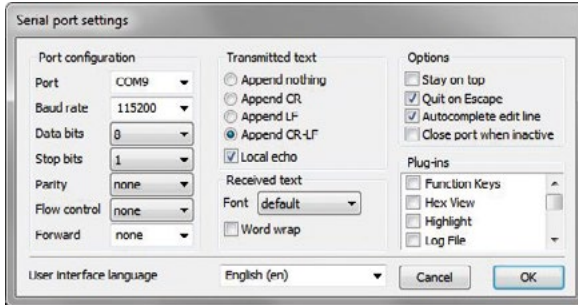 Serial port settings
Port configuration
Port COM9
Baud rate 115200
Data bits 8
Stop bits 1
Parity none
Flow control none
Forward none
Transmitted text
Append nothing
Append CR
Append LF
Append CR-LF
Local echo
Received text
Font default
Word wrap
Options
Stay on top
Quit on Escape
Autocomplete edit line
Close port when inactive
Plug-ins
Function Keys
Hex View
Highlight
Log File
User interface language English (en)
Cancel OK